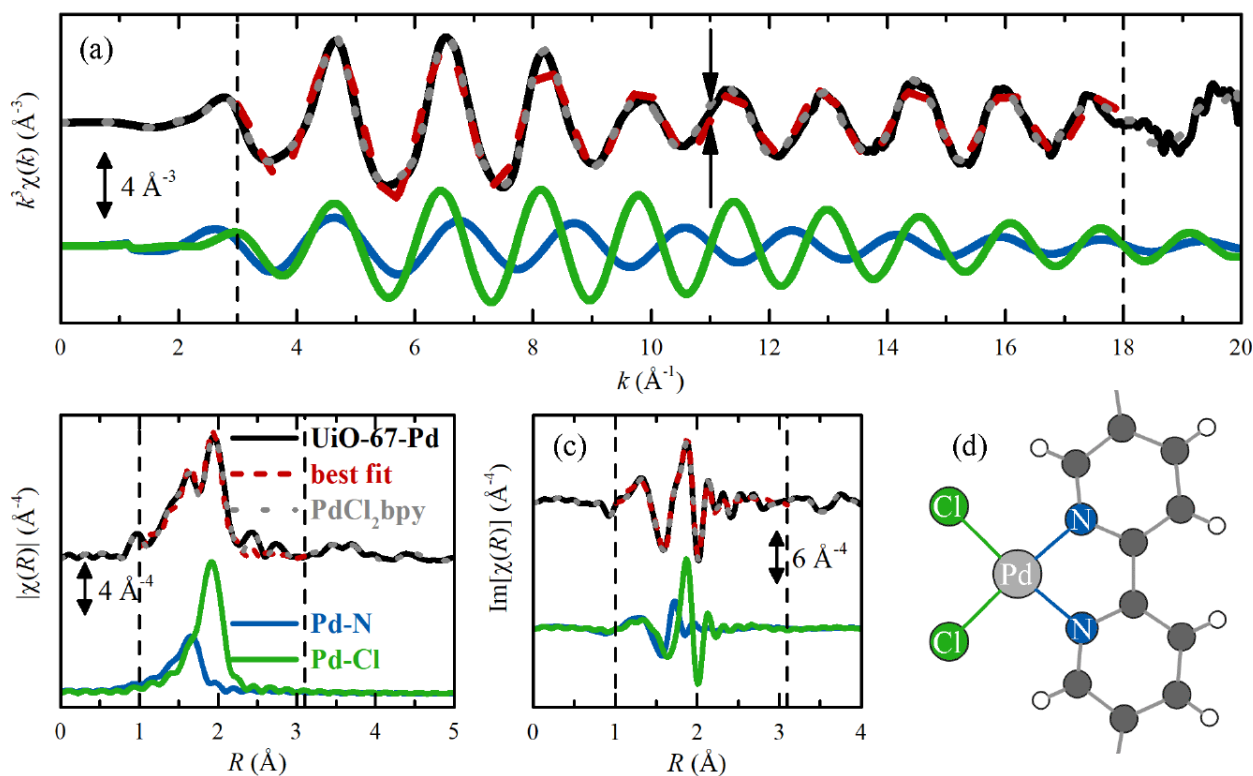 (a)
k³χ(k) (Å⁻³)
4 Å⁻³
0 2 4 6 8 10 12 14 16 18 20
k (Å⁻¹)
|χ(R)| (Å⁻⁴)
UiO-67-Pd
best fit
PdCl₂bpy
4 Å⁻⁴
Pd-N
Pd-Cl
0 1 2 3 4 5
R (Å)
(c)
Im[χ(R)] (Å⁻⁴)
6 Å⁻⁴
0 1 2 3 4
R (Å)
(d)
Cl
N
Pd
Cl
N